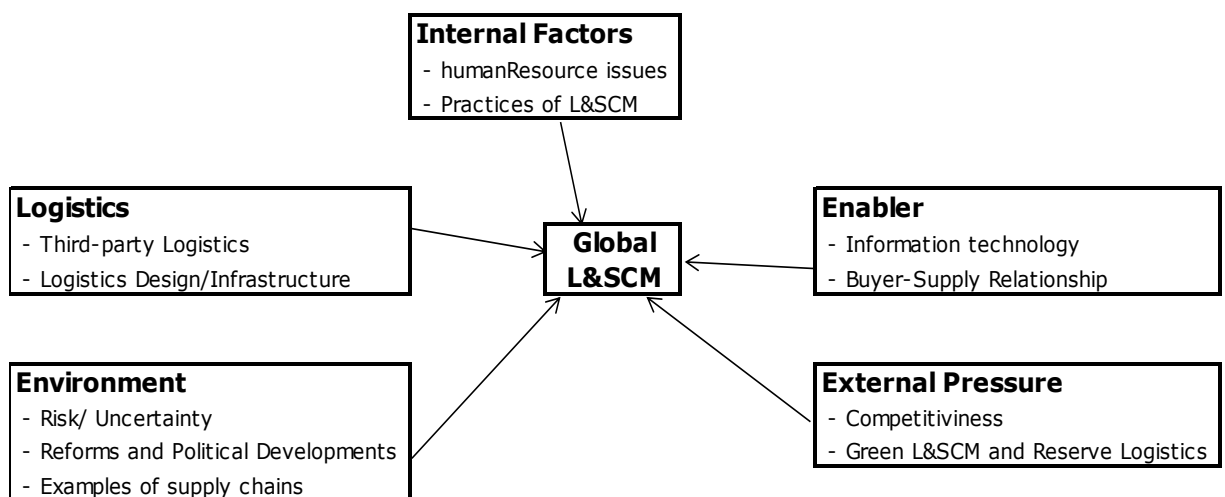 Internal Factors
- humanResource issues
- Practices of L&SCM
Logistics
- Third-party Logistics
- Logistics Design/Infrastructure
Global
L&SCM
Enabler
- Information technology
- Buyer-Supply Relationship
Environment
- Risk/ Uncertainty
- Reforms and Political Developments
- Examples of supply chains
External Pressure
- Competitiviness
- Green L&SCM and Reserve Logistics